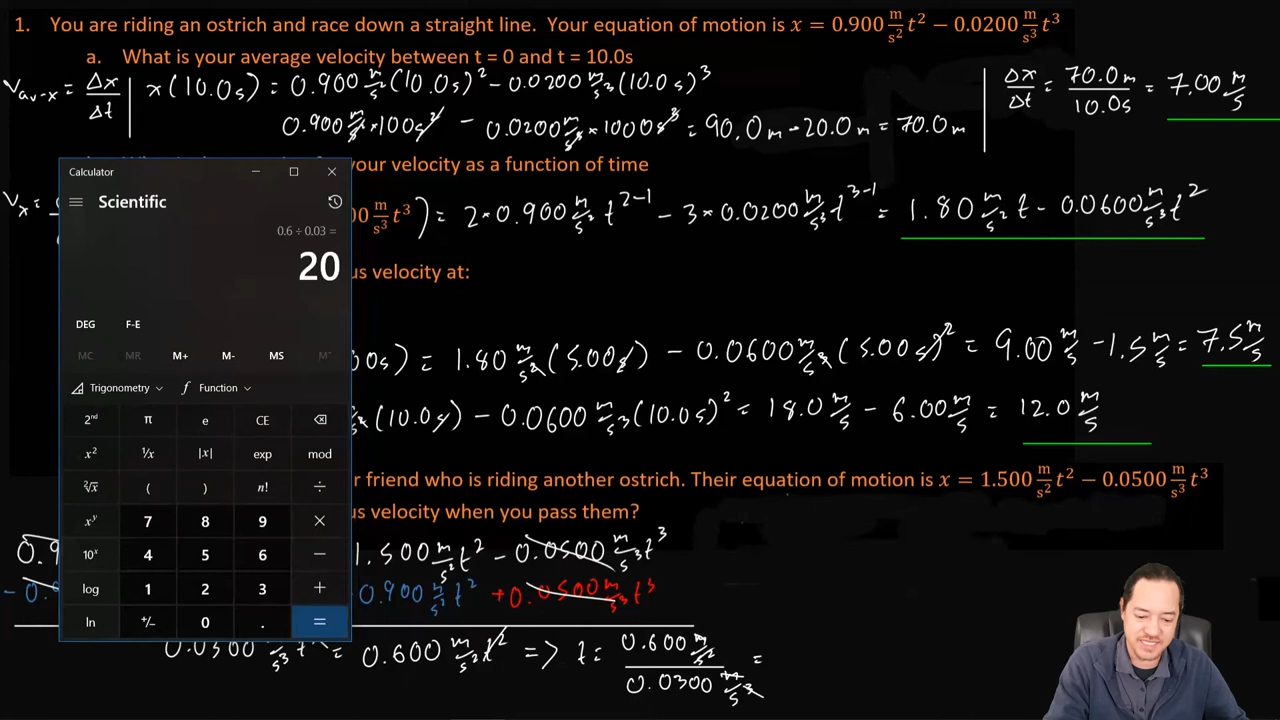 1. You are riding an ostrich and race down a straight line. Your equation of motion is x = 0.900 m/s² t² − 0.0200 m/s³ t³
a. What is your average velocity between t = 0 and t = 10.0s
Vav-x = Δx/Δt | x(10.0s) = 0.900 m/s² (10.0s)² − 0.0200 m/s³ (10.0s)³ | Δx/Δt = 70.0m/10.0s = 7.00 m/s
0.900 m/s² × 100s² − 0.0200 m/s³ × 1000s³ = 90.0m − 20.0m = 70.0m
your velocity as a function of time
Vx = m/s³ t³) = 2×0.900 m/s² t²⁻¹ − 3×0.0200 m/s³ t³⁻¹ = 1.80 m/s² t − 0.0600 m/s³ t²
us velocity at:
00s) = 1.80 m/s² (5.00s) − 0.0600 m/s³ (5.00s)² = 9.00 m/s − 1.5 m/s = 7.5 m/s
(10.0s) − 0.0600 m/s³ (10.0s)² = 18.0 m/s − 6.00 m/s = 12.0 m/s
r friend who is riding another ostrich. Their equation of motion is x = 1.500 m/s² t² − 0.0500 m/s³ t³
us velocity when you pass them?
0.9 1.500 m/s² t² − 0.0500 m/s³ t³
− 0.9 0.900 m/s² t² + 0.0500 m/s³ t³
m/s³ = 0.600 m/s² t² => t = 0.600 m/s² / 0.0300 m/s³ =
Calculator
Scientific
0.6 ÷ 0.03 =
20
DEG F-E
MC MR M+ M- MS
Trigonometry Function
2nd π e CE
x² ¹/x |x| exp mod
²√x ( ) n! ÷
xʸ 7 8 9 ×
10ˣ 4 5 6 −
log 1 2 3 +
ln +/− 0 . =